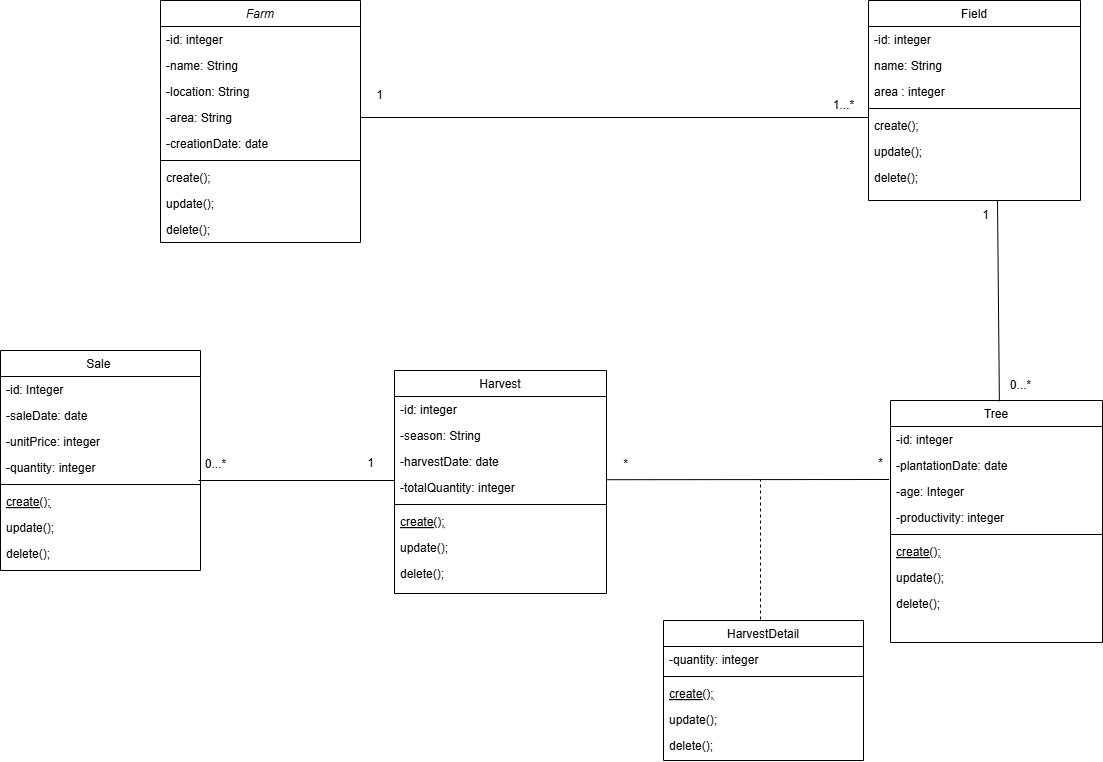 Farm
-id: integer
-name: String
-location: String
-area: String
-creationDate: date
create();
update();
delete();
1
1...*
Field
-id: integer
name: String
area : integer
create();
update();
delete();
1
0...*
Sale
-id: Integer
-saleDate: date
-unitPrice: integer
-quantity: integer
create();
update();
delete();
0...*
1
Harvest
-id: integer
-season: String
-harvestDate: date
-totalQuantity: integer
create();
update();
delete();
*
*
Tree
-id: integer
-plantationDate: date
-age: Integer
-productivity: integer
create();
update();
delete();
HarvestDetail
-quantity: integer
create();
update();
delete();